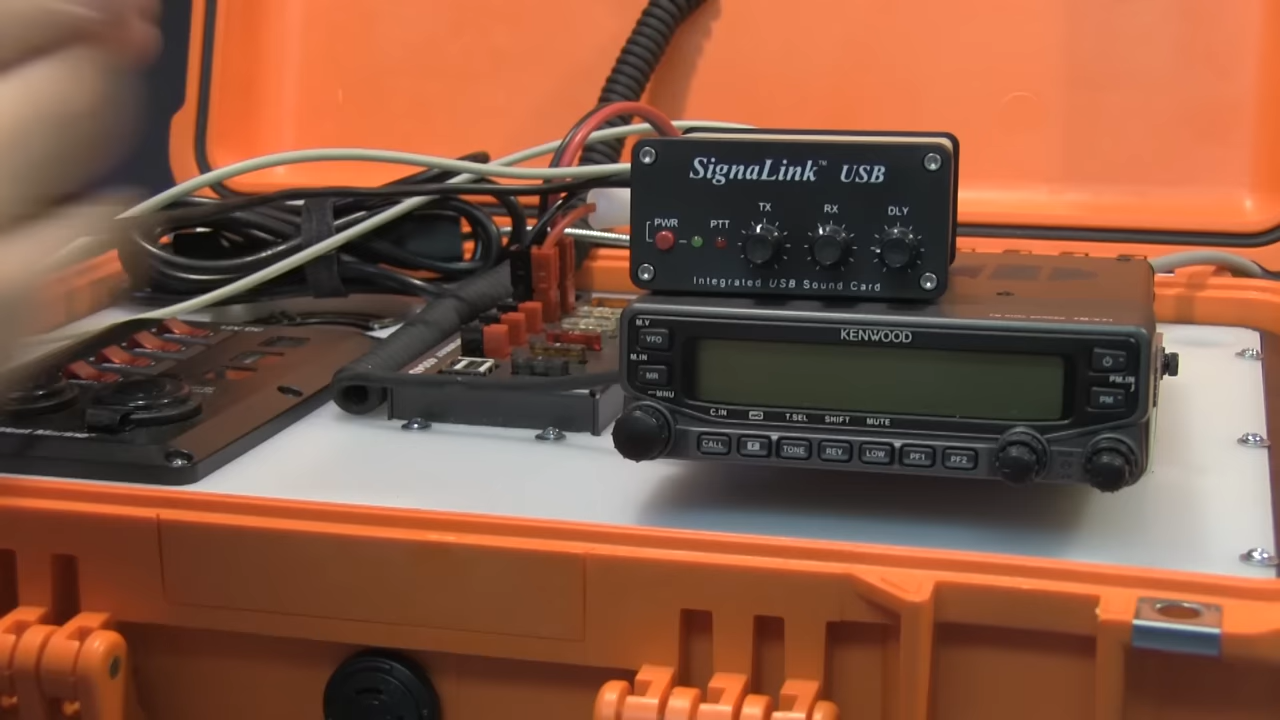 SignaLink™ USB
PWR
PTT
TX
RX
DLY
Integrated USB Sound Card
KENWOOD
M.V
VFO
M.IN
MR
MNU
PM.IN
PM
C.IN
T.SEL
SHIFT
MUTE
CALL
F
TONE
REV
LOW
PF1
PF2